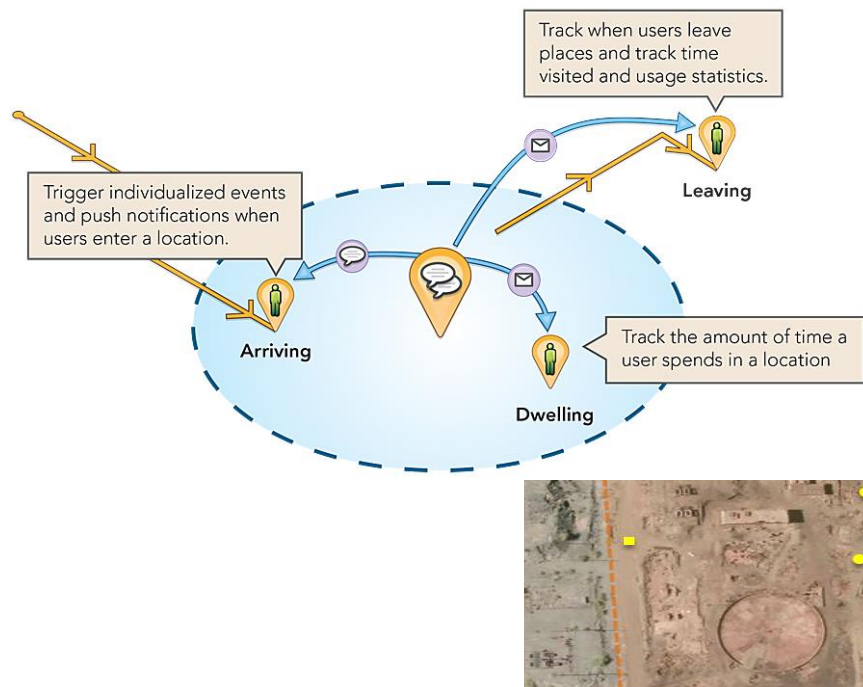 Track when users leave
places and track time
visited and usage statistics.
Leaving
Trigger individualized events
and push notifications when
users enter a location.
Arriving
Track the amount of time a
user spends in a location
Dwelling